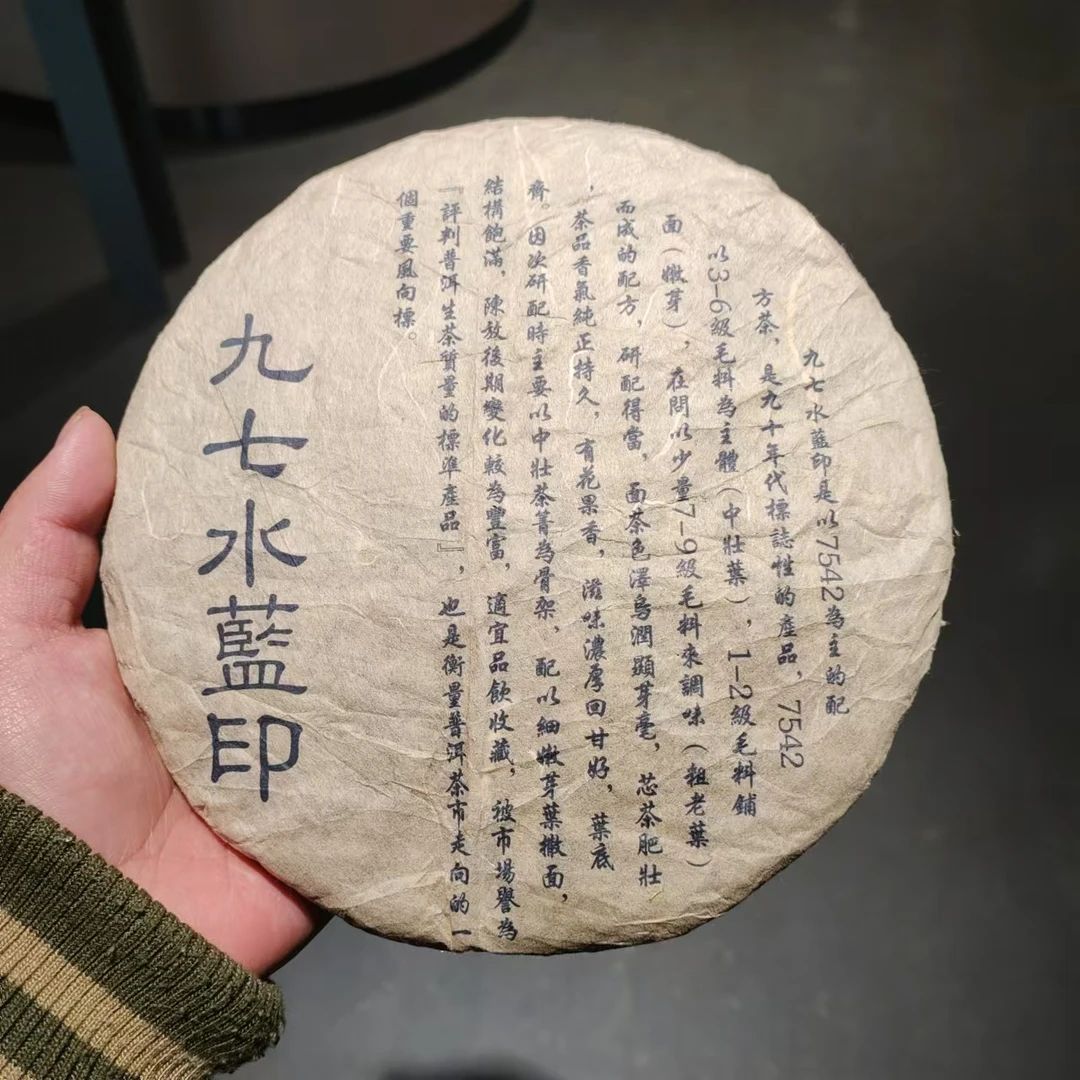 九七水藍印是以7542為主的配
方茶，是九十年代標誌性的產品，7542
以3-6級毛料為主體（中壯葉），1-2級毛料鋪
面（嫩芽），在間以少量7-9級毛料來調味（粗老葉）
而成的配方，研配得當，面茶色澤烏潤顯芽毫，芯茶肥壯
，茶品香氣純正持久，有花果香，滋味濃厚回甘好，葉底
齊。因次研配時主要以中壯茶菁為骨架，配以細嫩芽葉撒面，
結構飽滿，陳放後期變化較為豐富，適宜品飲收藏，被市場譽為
『評判普洱生茶質量的標準產品』，也是衡量普洱茶市走向的一
個重要風向標。
九七水藍印